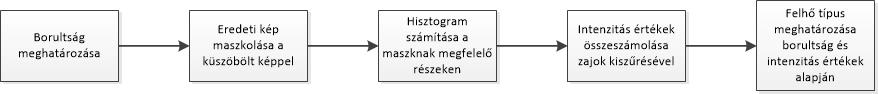 Borultság
meghatározása
Eredeti kép
maszkolása a
küszöbölt képpel
Hisztogram
számítása a
maszknak megfelelő
részeken
Intenzitás értékek
összeszámolása
zajok kiszűrésével
Felhő típus
meghatározása
borultság és
intenzitás értékek
alapján